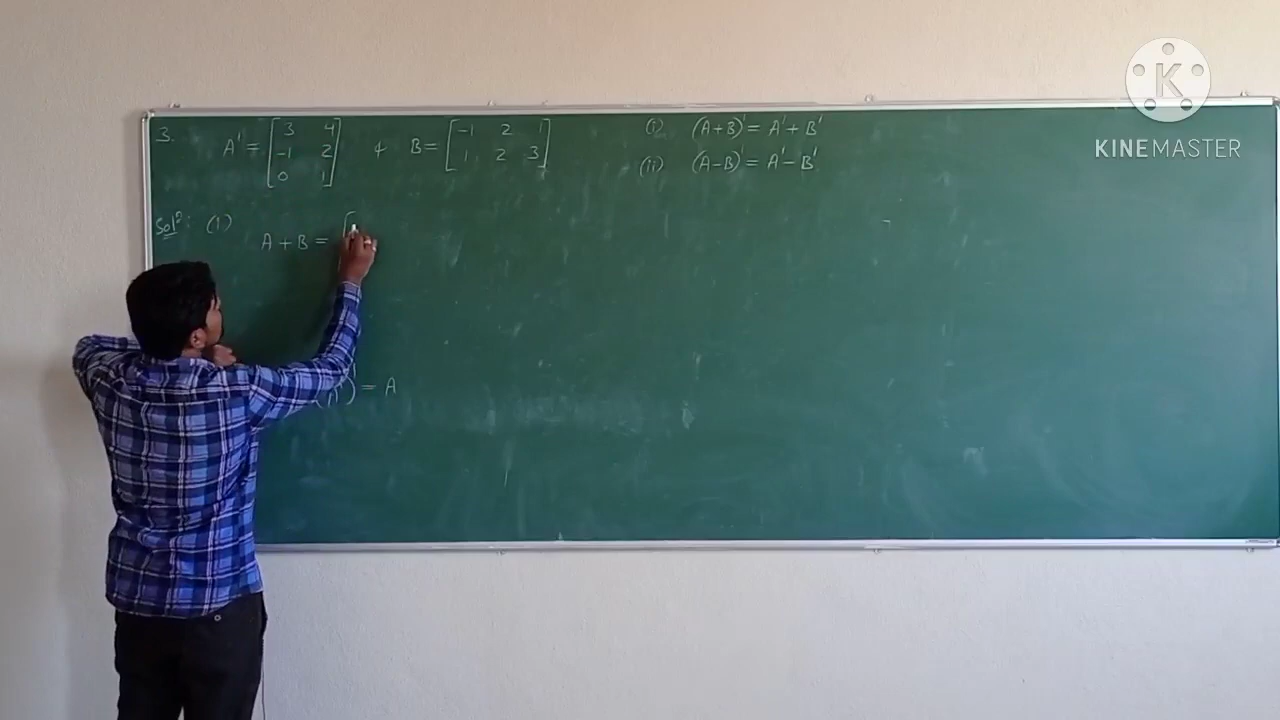 3. A' = [3 4 -1 2 0 1] & B = [-1 2 1 1 2 3] (i) (A+B)' = A' + B'
(ii) (A-B)' = A' - B'
Solⁿ: (1) A + B = [
(A')' = A
K
KINEMASTER